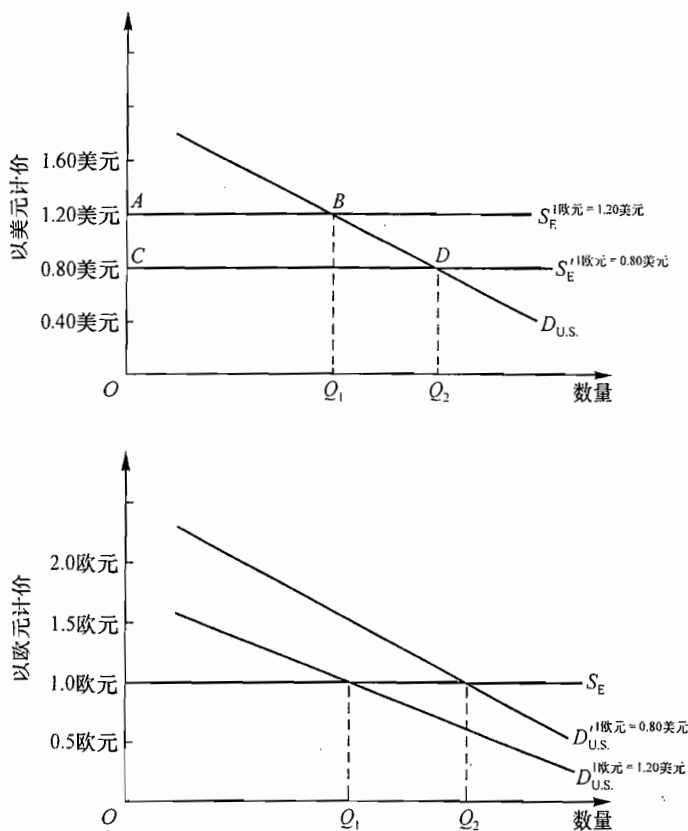 以美元计价
1.60美元
1.20美元
0.80美元
0.40美元
A
B
C
D
S_E^{1欧元 = 1.20美元}
S_E'^{1欧元 = 0.80美元}
D_{U.S.}
O
Q₁
Q₂
数量
以欧元计价
2.0欧元
1.5欧元
1.0欧元
0.5欧元
S_E
D'_{U.S.}^{1欧元 = 0.80美元}
D_{U.S.}^{1欧元 = 1.20美元}
Q₁
Q₂
数量